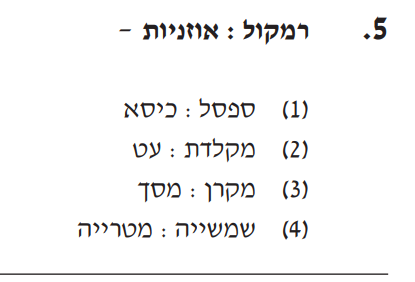 5. רמקול : אוזניות –
(1) ספסל : כיסא
(2) מקלדת : עט
(3) מקרן : מסך
(4) שמשייה : מטרייה